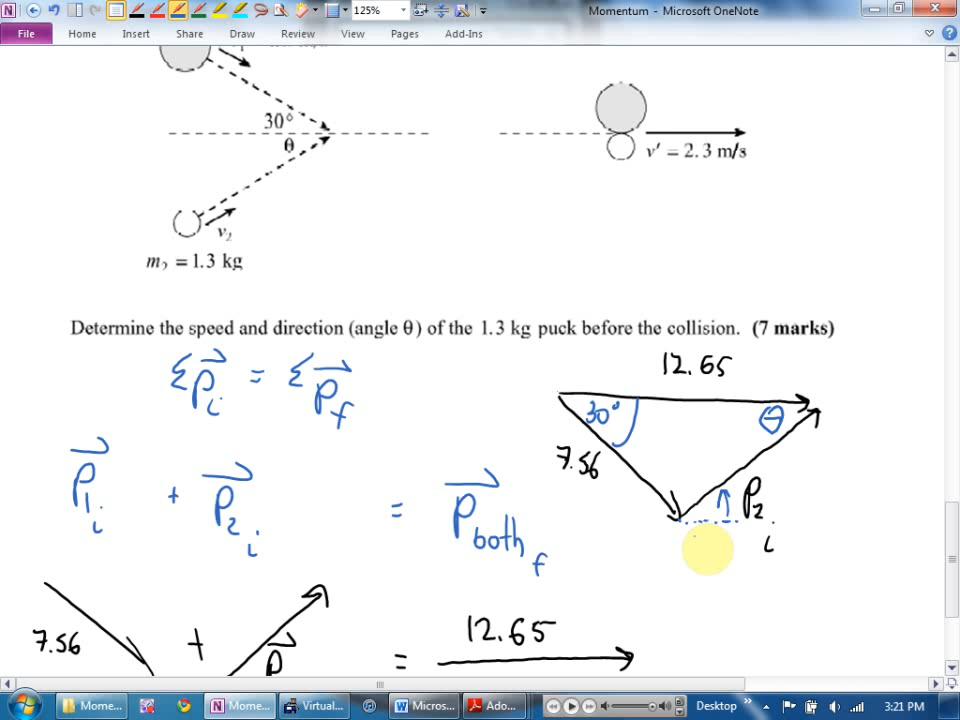 125%
Momentum - Microsoft OneNote
File Home Insert Share Draw Review View Pages Add-Ins
30°
θ
v' = 2.3 m/s
v₂
m₂ = 1.3 kg
Determine the speed and direction (angle θ) of the 1.3 kg puck before the collision. (7 marks)
Σp⃗i = Σp⃗f
12.65
30° θ
7.56
p⃗1i + p⃗2i = p⃗both f
p2i
7.56 + p⃗ = 12.65
Mome... Mome... Virtual... Micros... Ado... Desktop » 3:21 PM